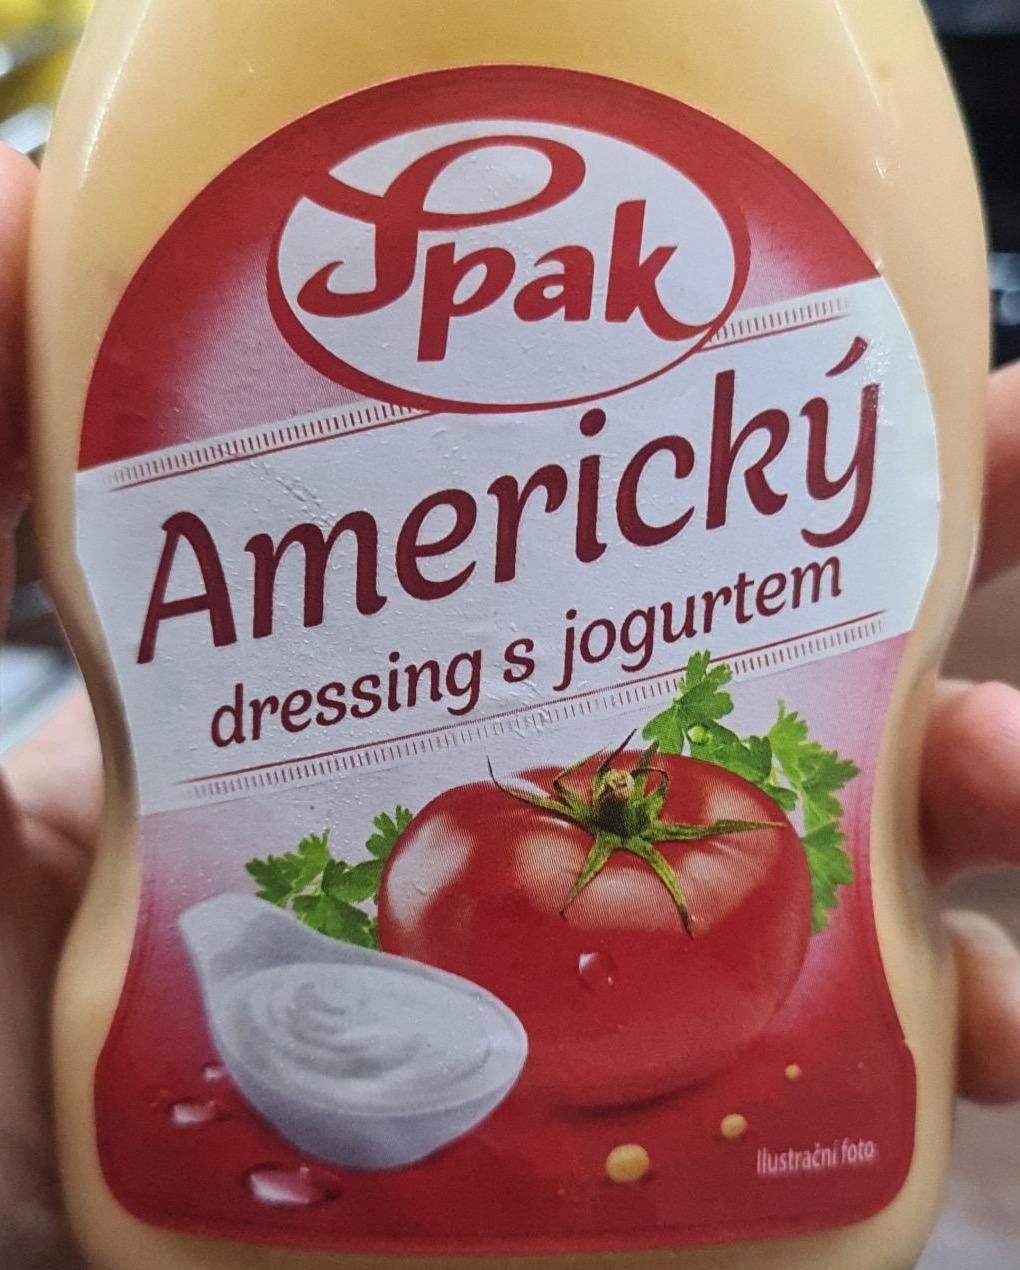 Spak
Americký
dressing s jogurtem
Ilustrační foto